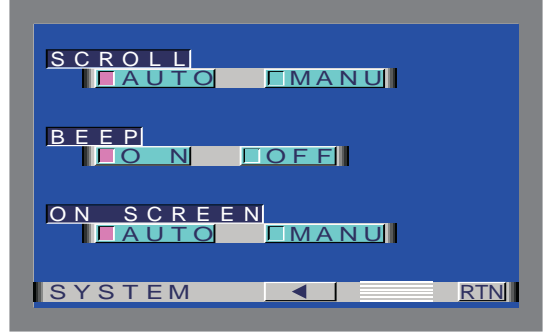 SCROLL
AUTO MANU
BEEP
ON OFF
ON SCREEN
AUTO MANU
SYSTEM ◀ RTN